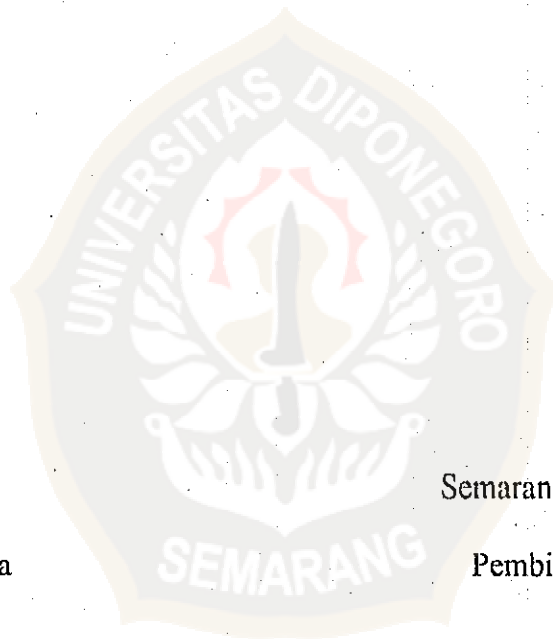 UNIVERSITAS DIPONEGORO
Semaran
SEMARANG
a
Pembi